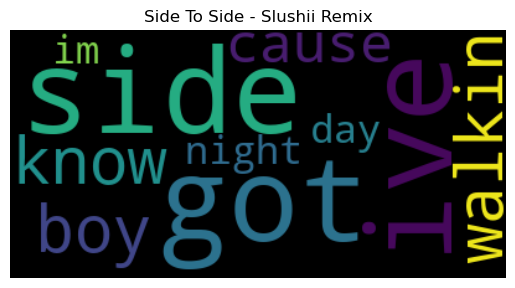 Side To Side - Slushii Remix
im
cause
side
ive
walkin
know
night
day
boy
got